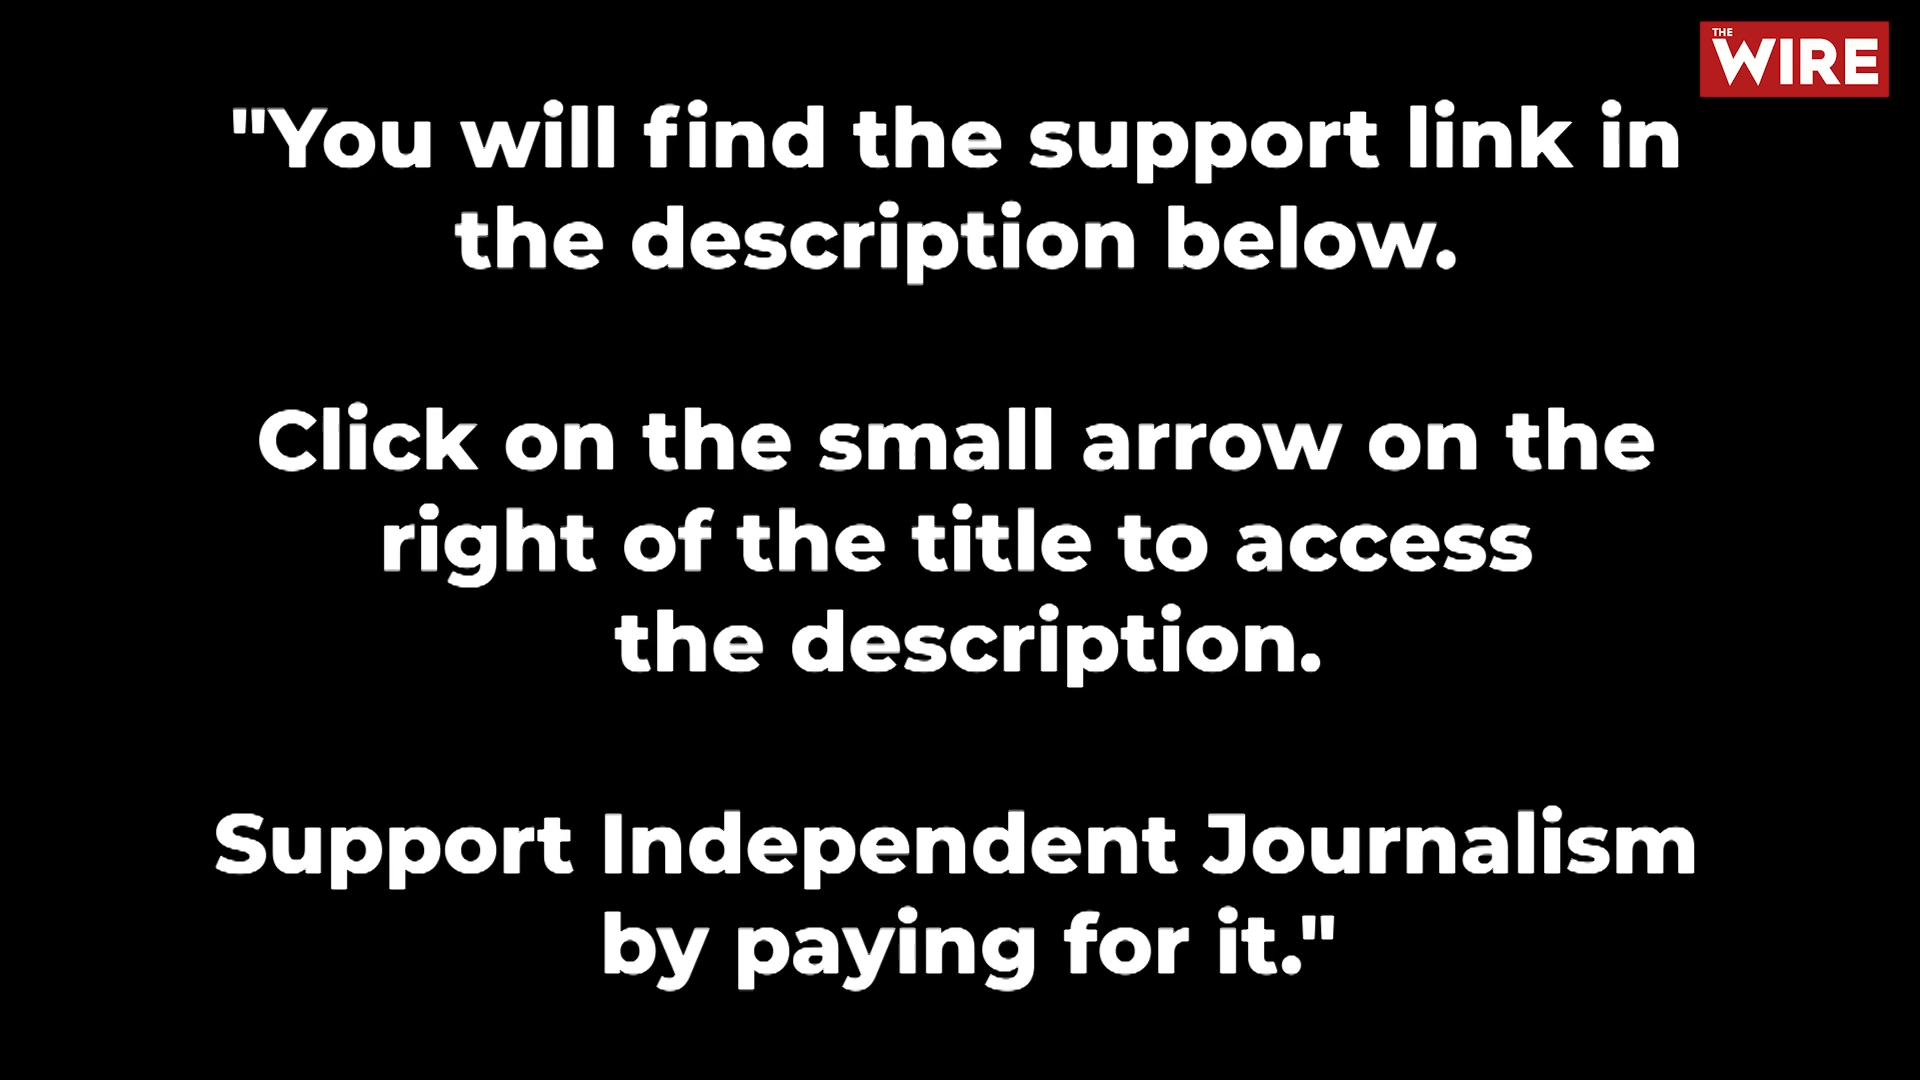 THE
WIRE
"You will find the support link in
the description below.
Click on the small arrow on the
right of the title to access
the description.
Support Independent Journalism
by paying for it."